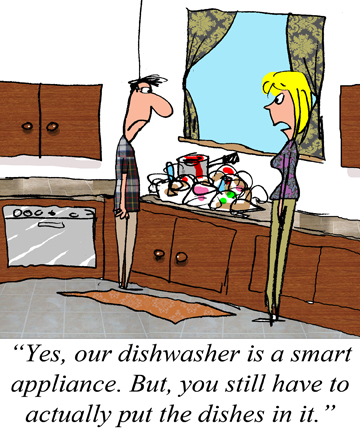 “Yes, our dishwasher is a smart
appliance. But, you still have to
actually put the dishes in it.”